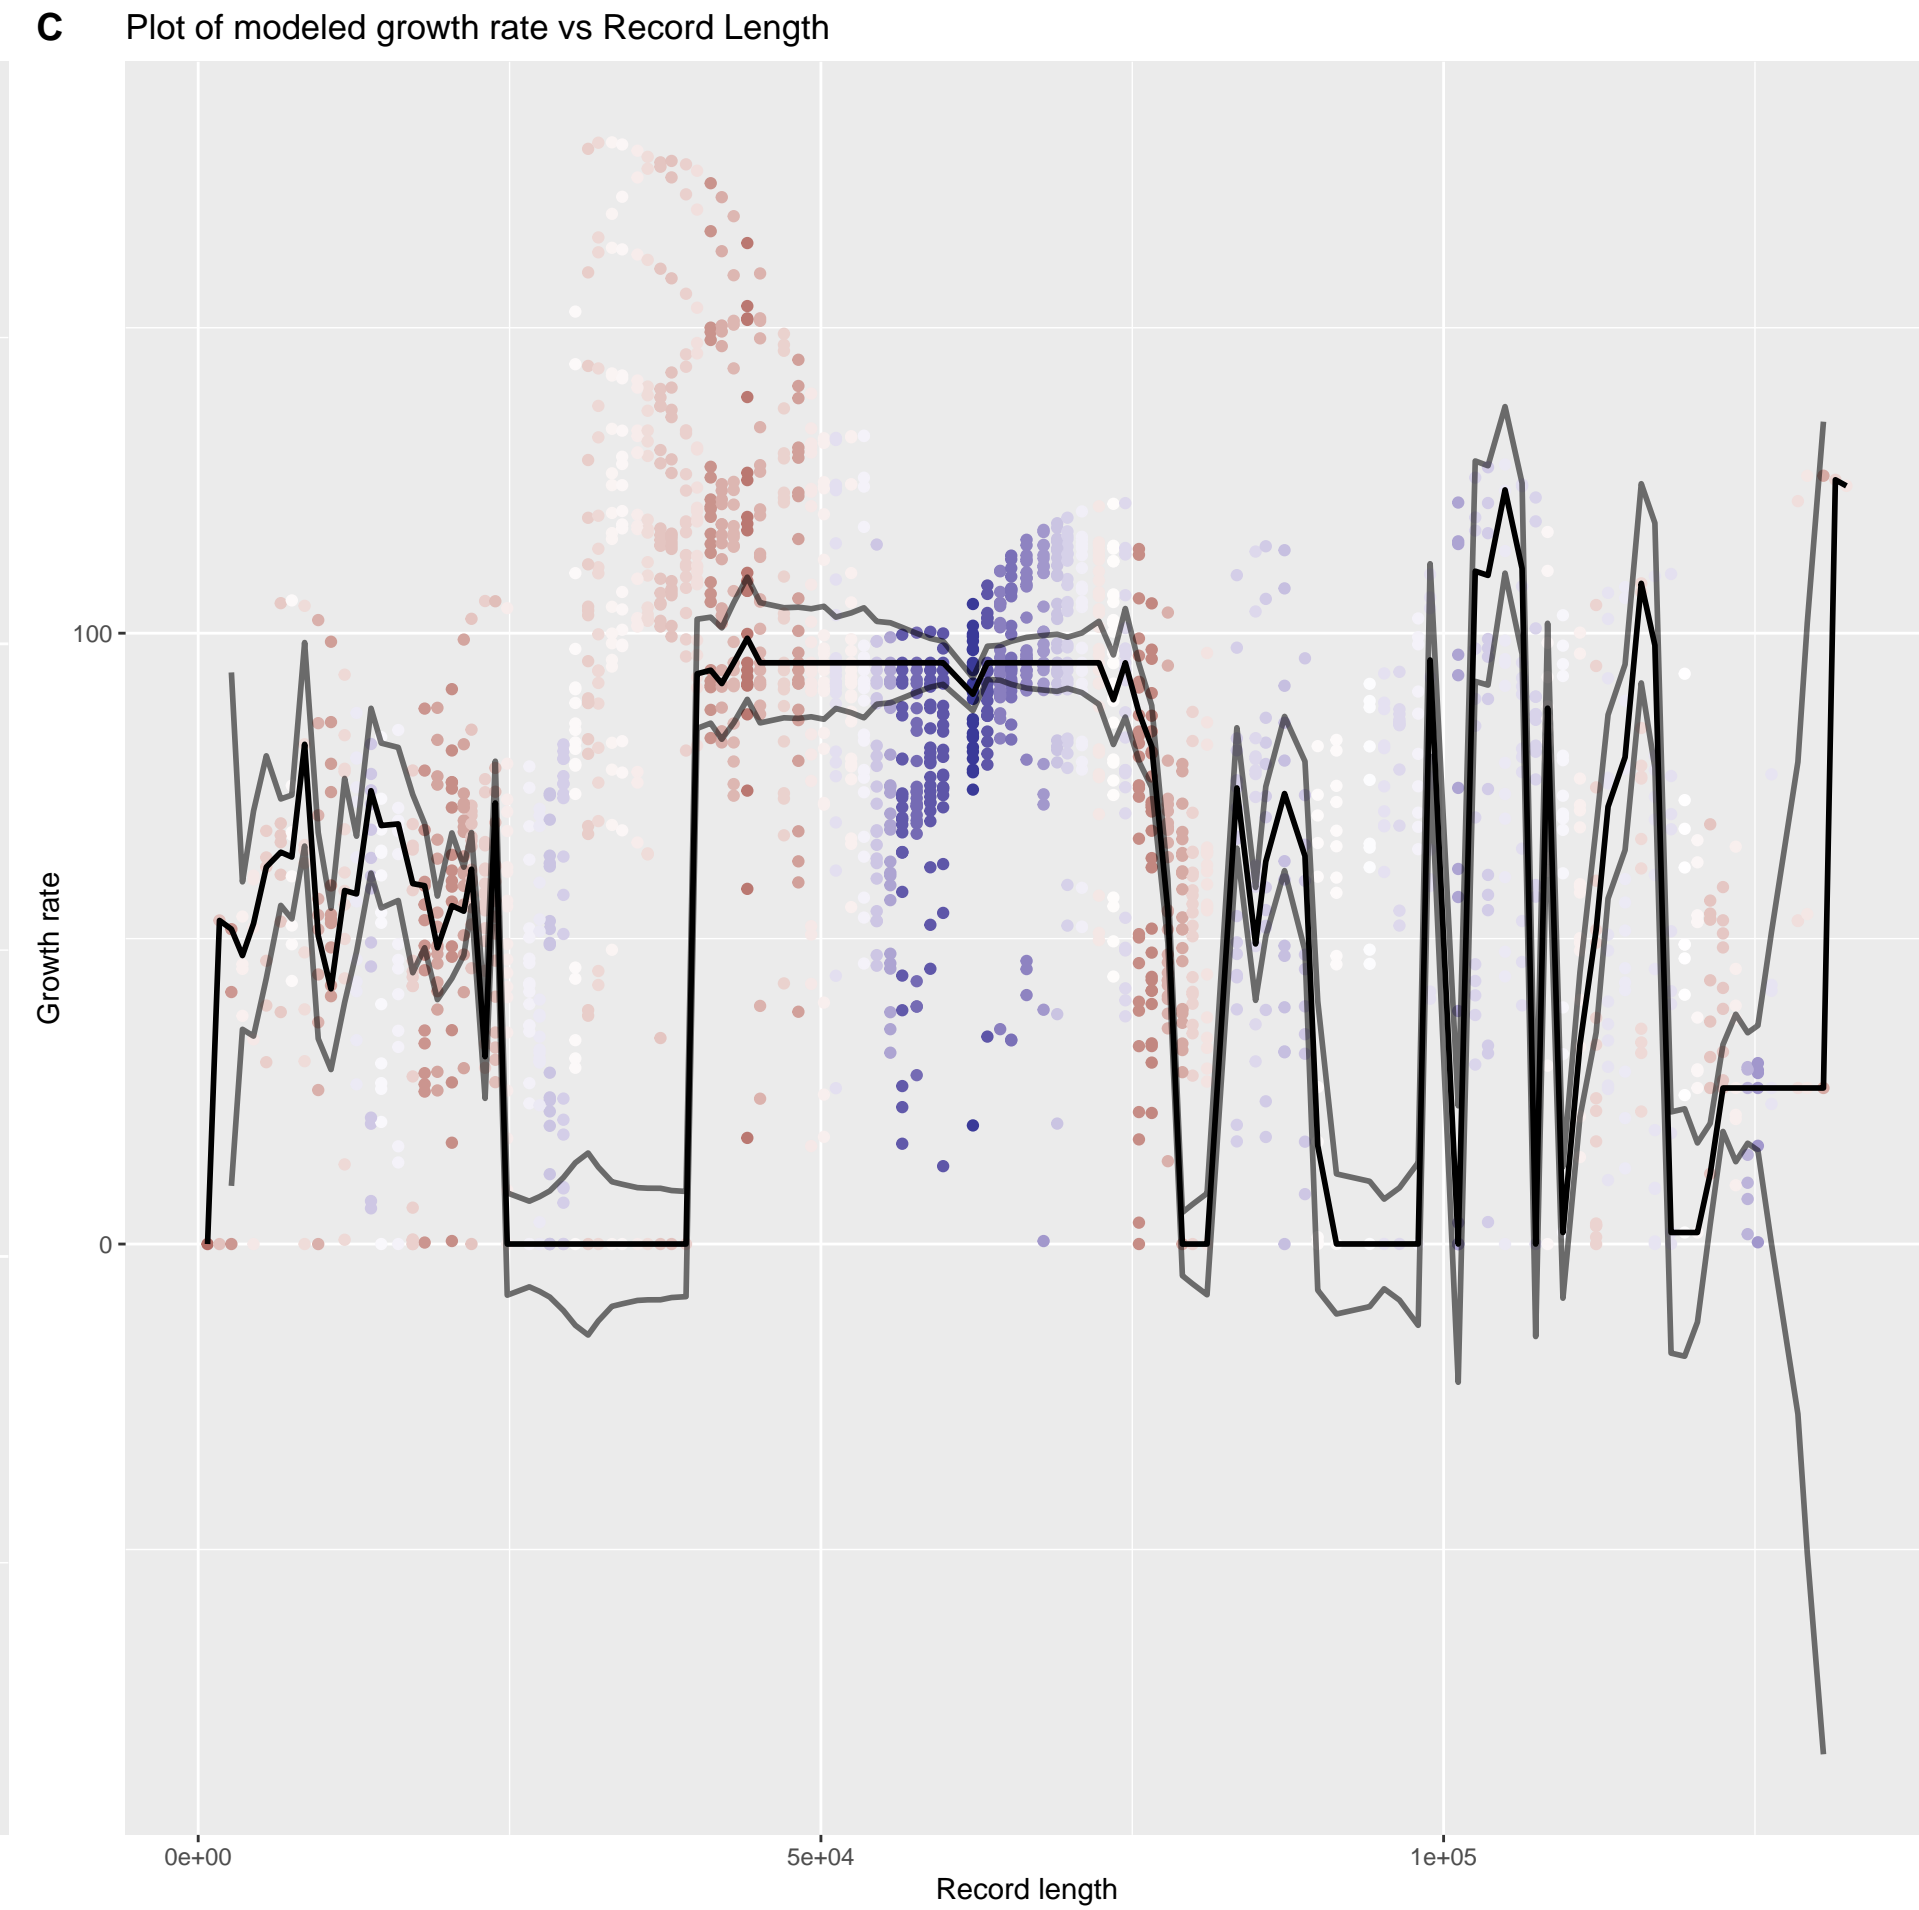 C Plot of modeled growth rate vs Record Length
Growth rate
100
0
0e+00 5e+04 1e+05
Record length